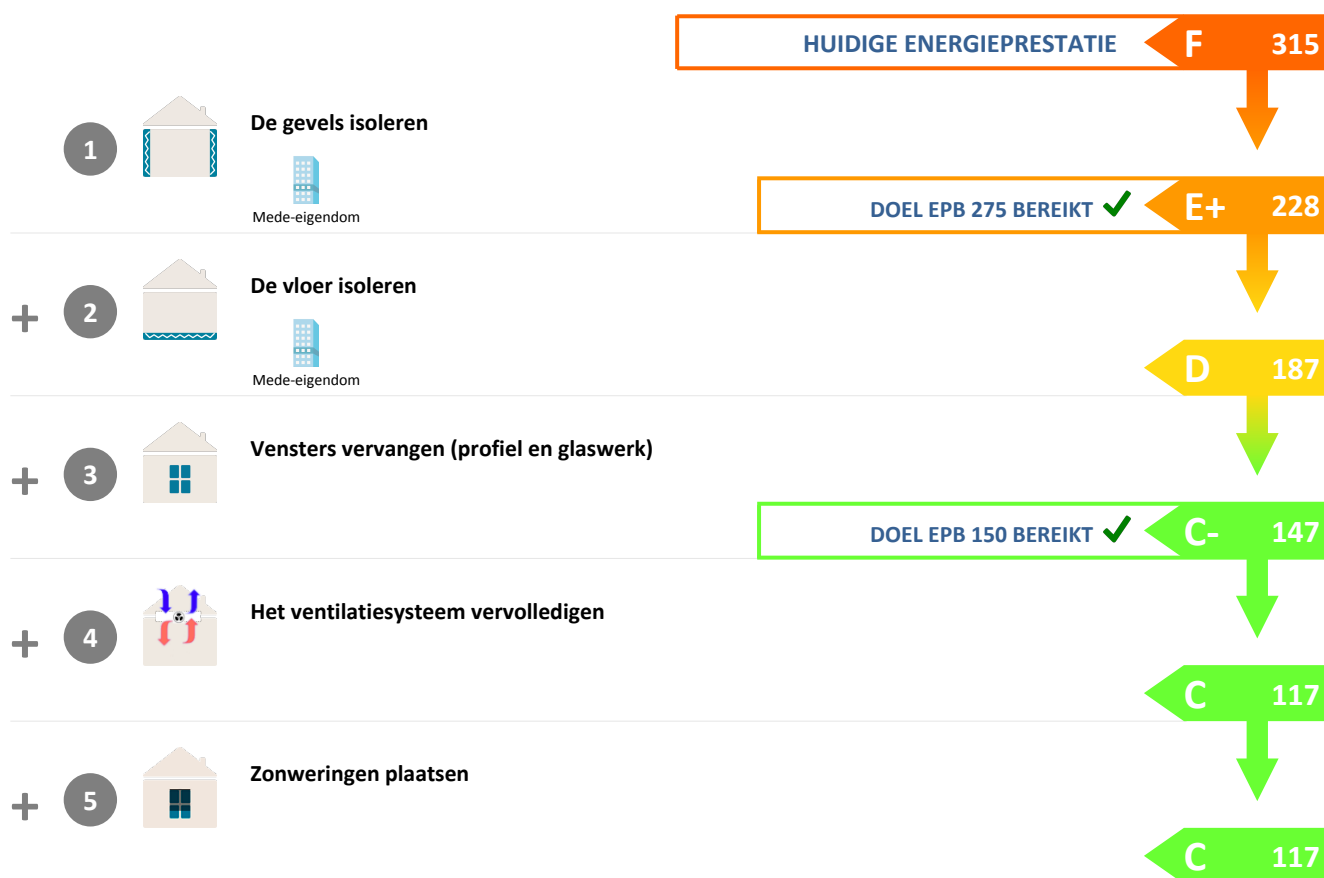 HUIDIGE ENERGIEPRESTATIE F 315
1 De gevels isoleren
Mede-eigendom
DOEL EPB 275 BEREIKT ✔ E+ 228
+ 2 De vloer isoleren
Mede-eigendom
D 187
+ 3 Vensters vervangen (profiel en glaswerk)
DOEL EPB 150 BEREIKT ✔ C- 147
+ 4 Het ventilatiesysteem vervolledigen
C 117
+ 5 Zonweringen plaatsen
C 117